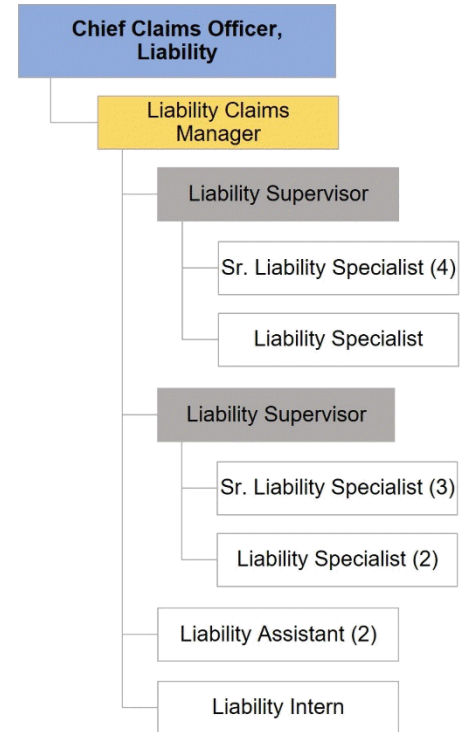 Chief Claims Officer,
Liability
Liability Claims
Manager
Liability Supervisor
Sr. Liability Specialist (4)
Liability Specialist
Liability Supervisor
Sr. Liability Specialist (3)
Liability Specialist (2)
Liability Assistant (2)
Liability Intern